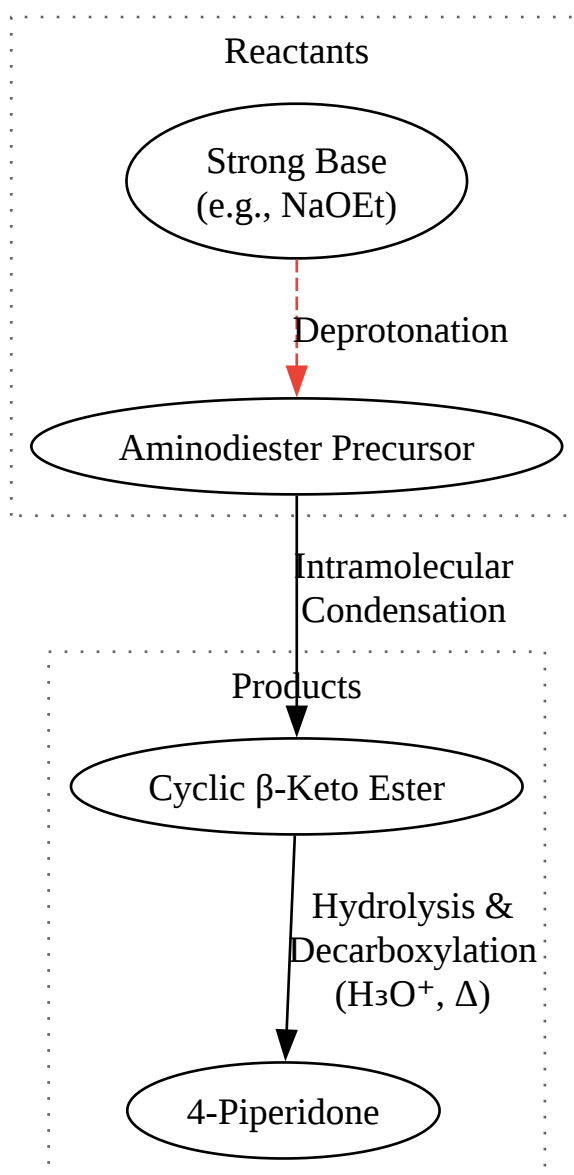 Reactants
Strong Base
(e.g., NaOEt)
Deprotonation
Aminodiester Precursor
Intramolecular
Condensation
Products
Cyclic β-Keto Ester
Hydrolysis &
Decarboxylation
(H₃O⁺, Δ)
4-Piperidone